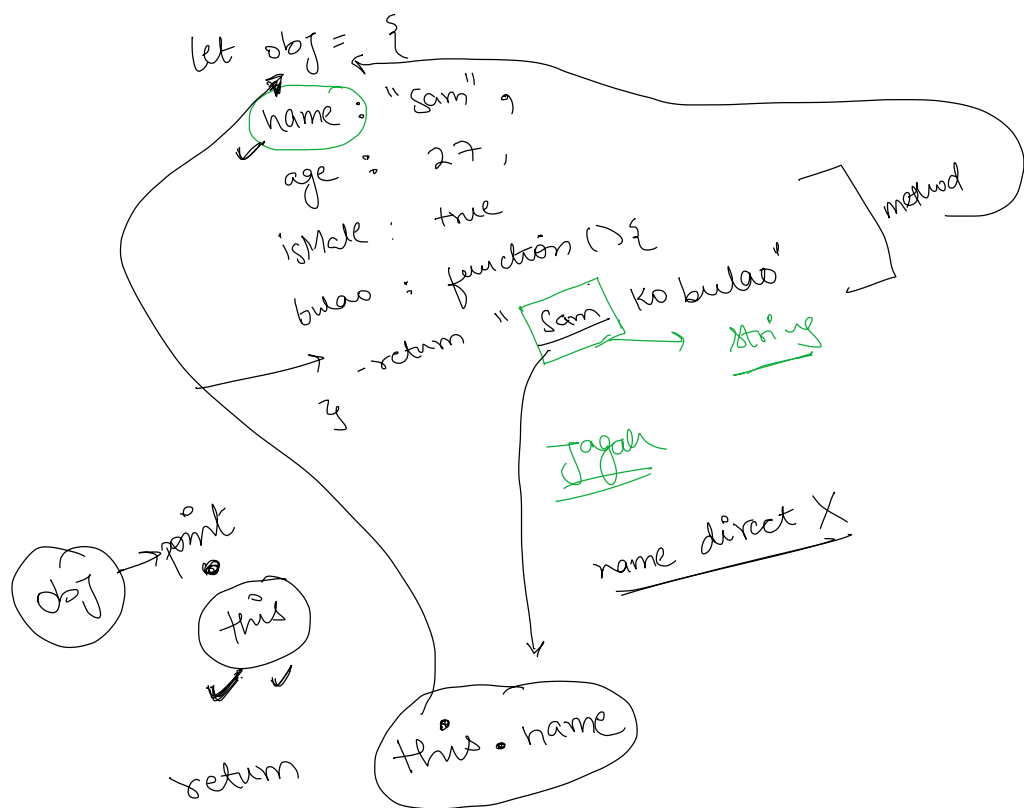 let obj = {
name : "Sam" ,
age : 27 ,
isMale : true
bulao : function () {
return " Sam ko bulao"
}
method
string
Jagah
name direct X
obj
point
this
this . name
return